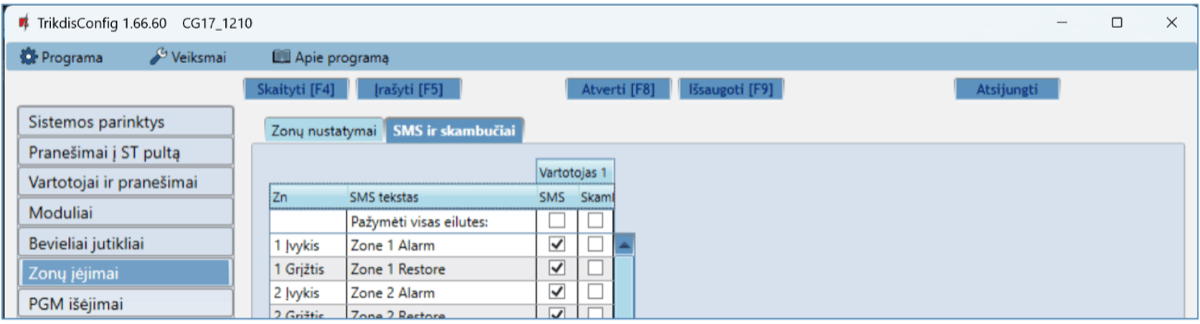 TrikdisConfig 1.66.60 CG17_1210
Programa Veiksmai Apie programą
Skaityti [F4] Įrašyti [F5] Atverti [F8] Išsaugoti [F9] Atsijungti
Sistemos parinktys
Pranešimai į ST pultą
Vartotojai ir pranešimai
Moduliai
Bevieliai jutikliai
Zonų įėjimai
PGM išėjimai
Zonų nustatymai SMS ir skambučiai
Vartotojas 1
Zn SMS tekstas SMS Skaml
Pažymėti visas eilutes:
1 Įvykis Zone 1 Alarm
1 Grįžtis Zone 1 Restore
2 Įvykis Zone 2 Alarm
2 Grįžtis Zone 2 Restore